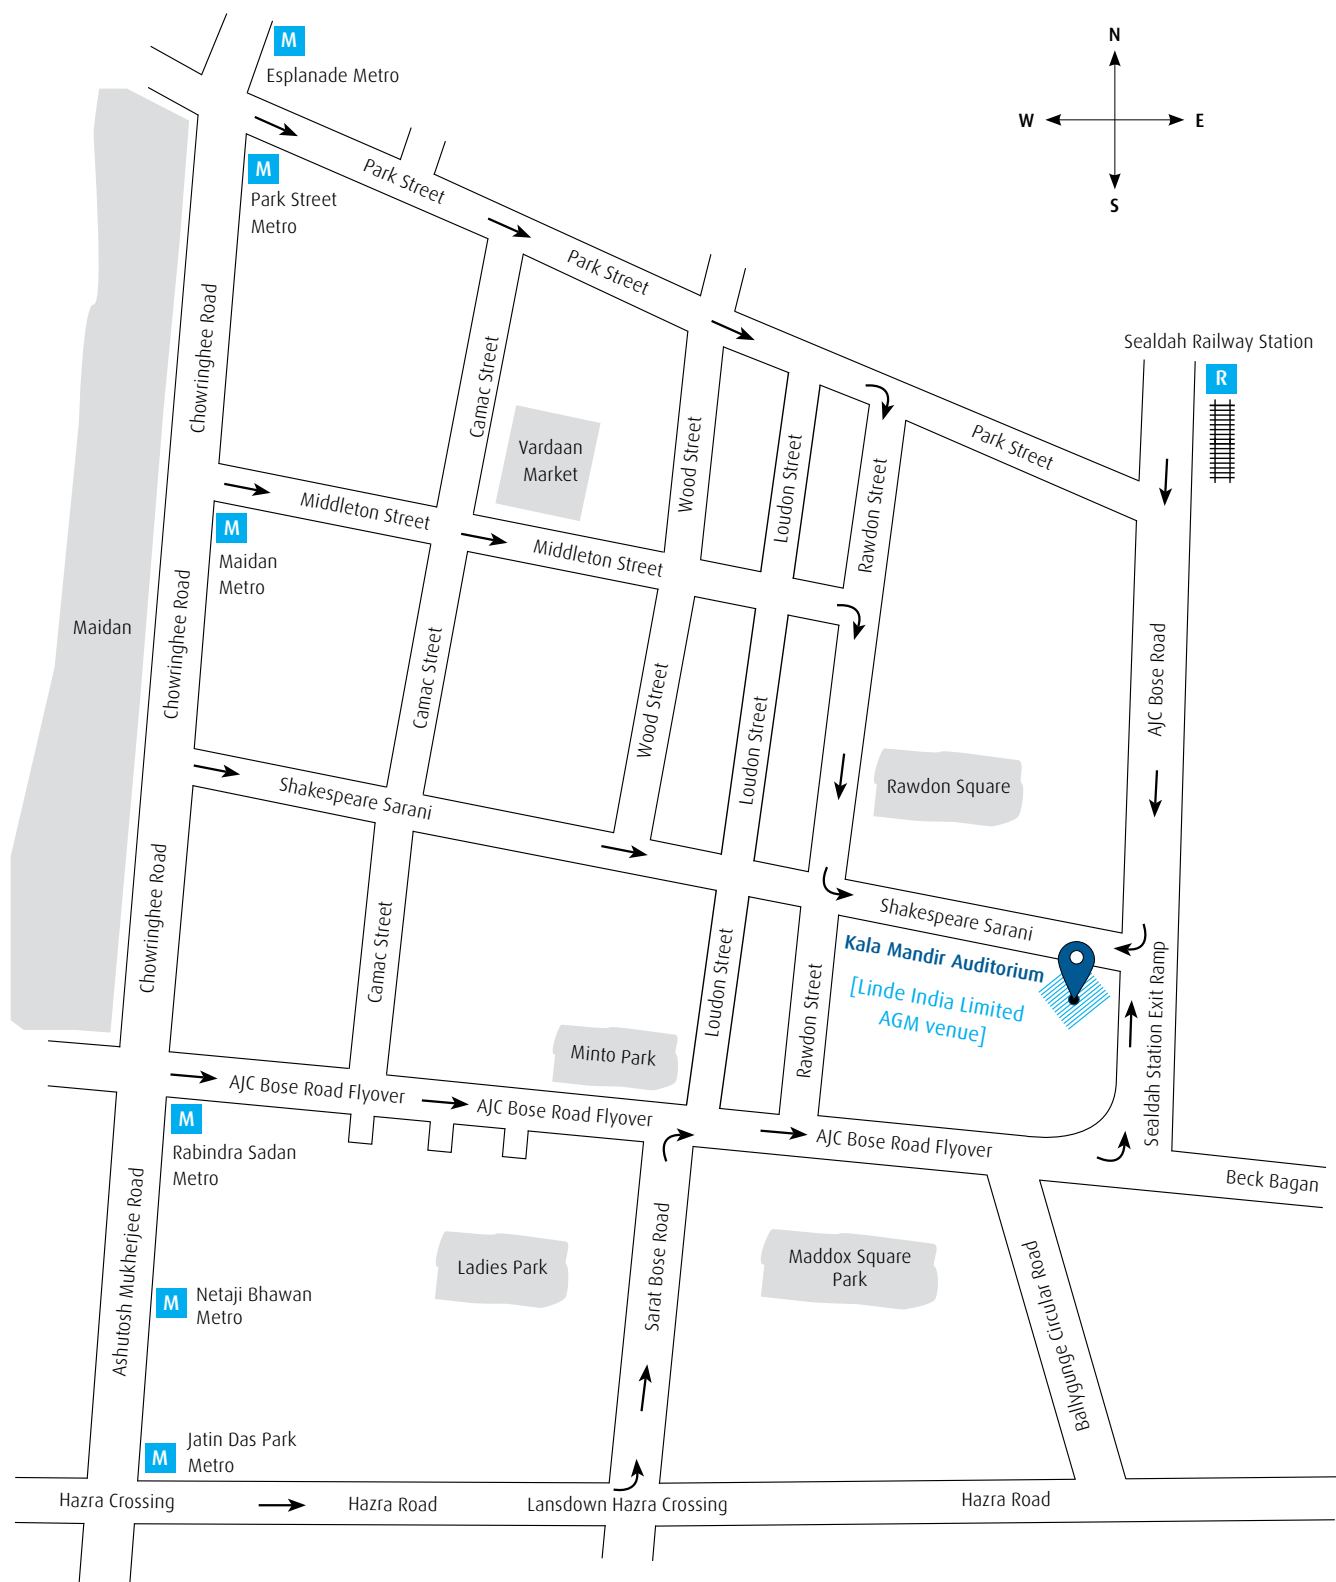 M
Esplanade Metro
N
W
E
S
Park Street
M
Park Street
Metro
Park Street
Sealdah Railway Station
R
Chowringhee Road
Camac Street
Vardaan
Market
Wood Street
Loudon Street
Rawdon Street
Park Street
Middleton Street
Middleton Street
M
Maidan
Metro
Maidan
Chowringhee Road
Camac Street
Wood Street
Loudon Street
AJC Bose Road
Rawdon Square
Shakespeare Sarani
Chowringhee Road
Camac Street
Loudon Street
Rawdon Street
Shakespeare Sarani
Kala Mandir Auditorium
[Linde India Limited
AGM venue]
Sealdah Station Exit Ramp
Minto Park
AJC Bose Road Flyover
AJC Bose Road Flyover
AJC Bose Road Flyover
M
Rabindra Sadan
Metro
Beck Bagan
Ashutosh Mukherjee Road
Sarat Bose Road
Ladies Park
Maddox Square
Park
Ballygunge Circular Road
M
Netaji Bhawan
Metro
M
Jatin Das Park
Metro
Hazra Crossing
Hazra Road
Lansdown Hazra Crossing
Hazra Road